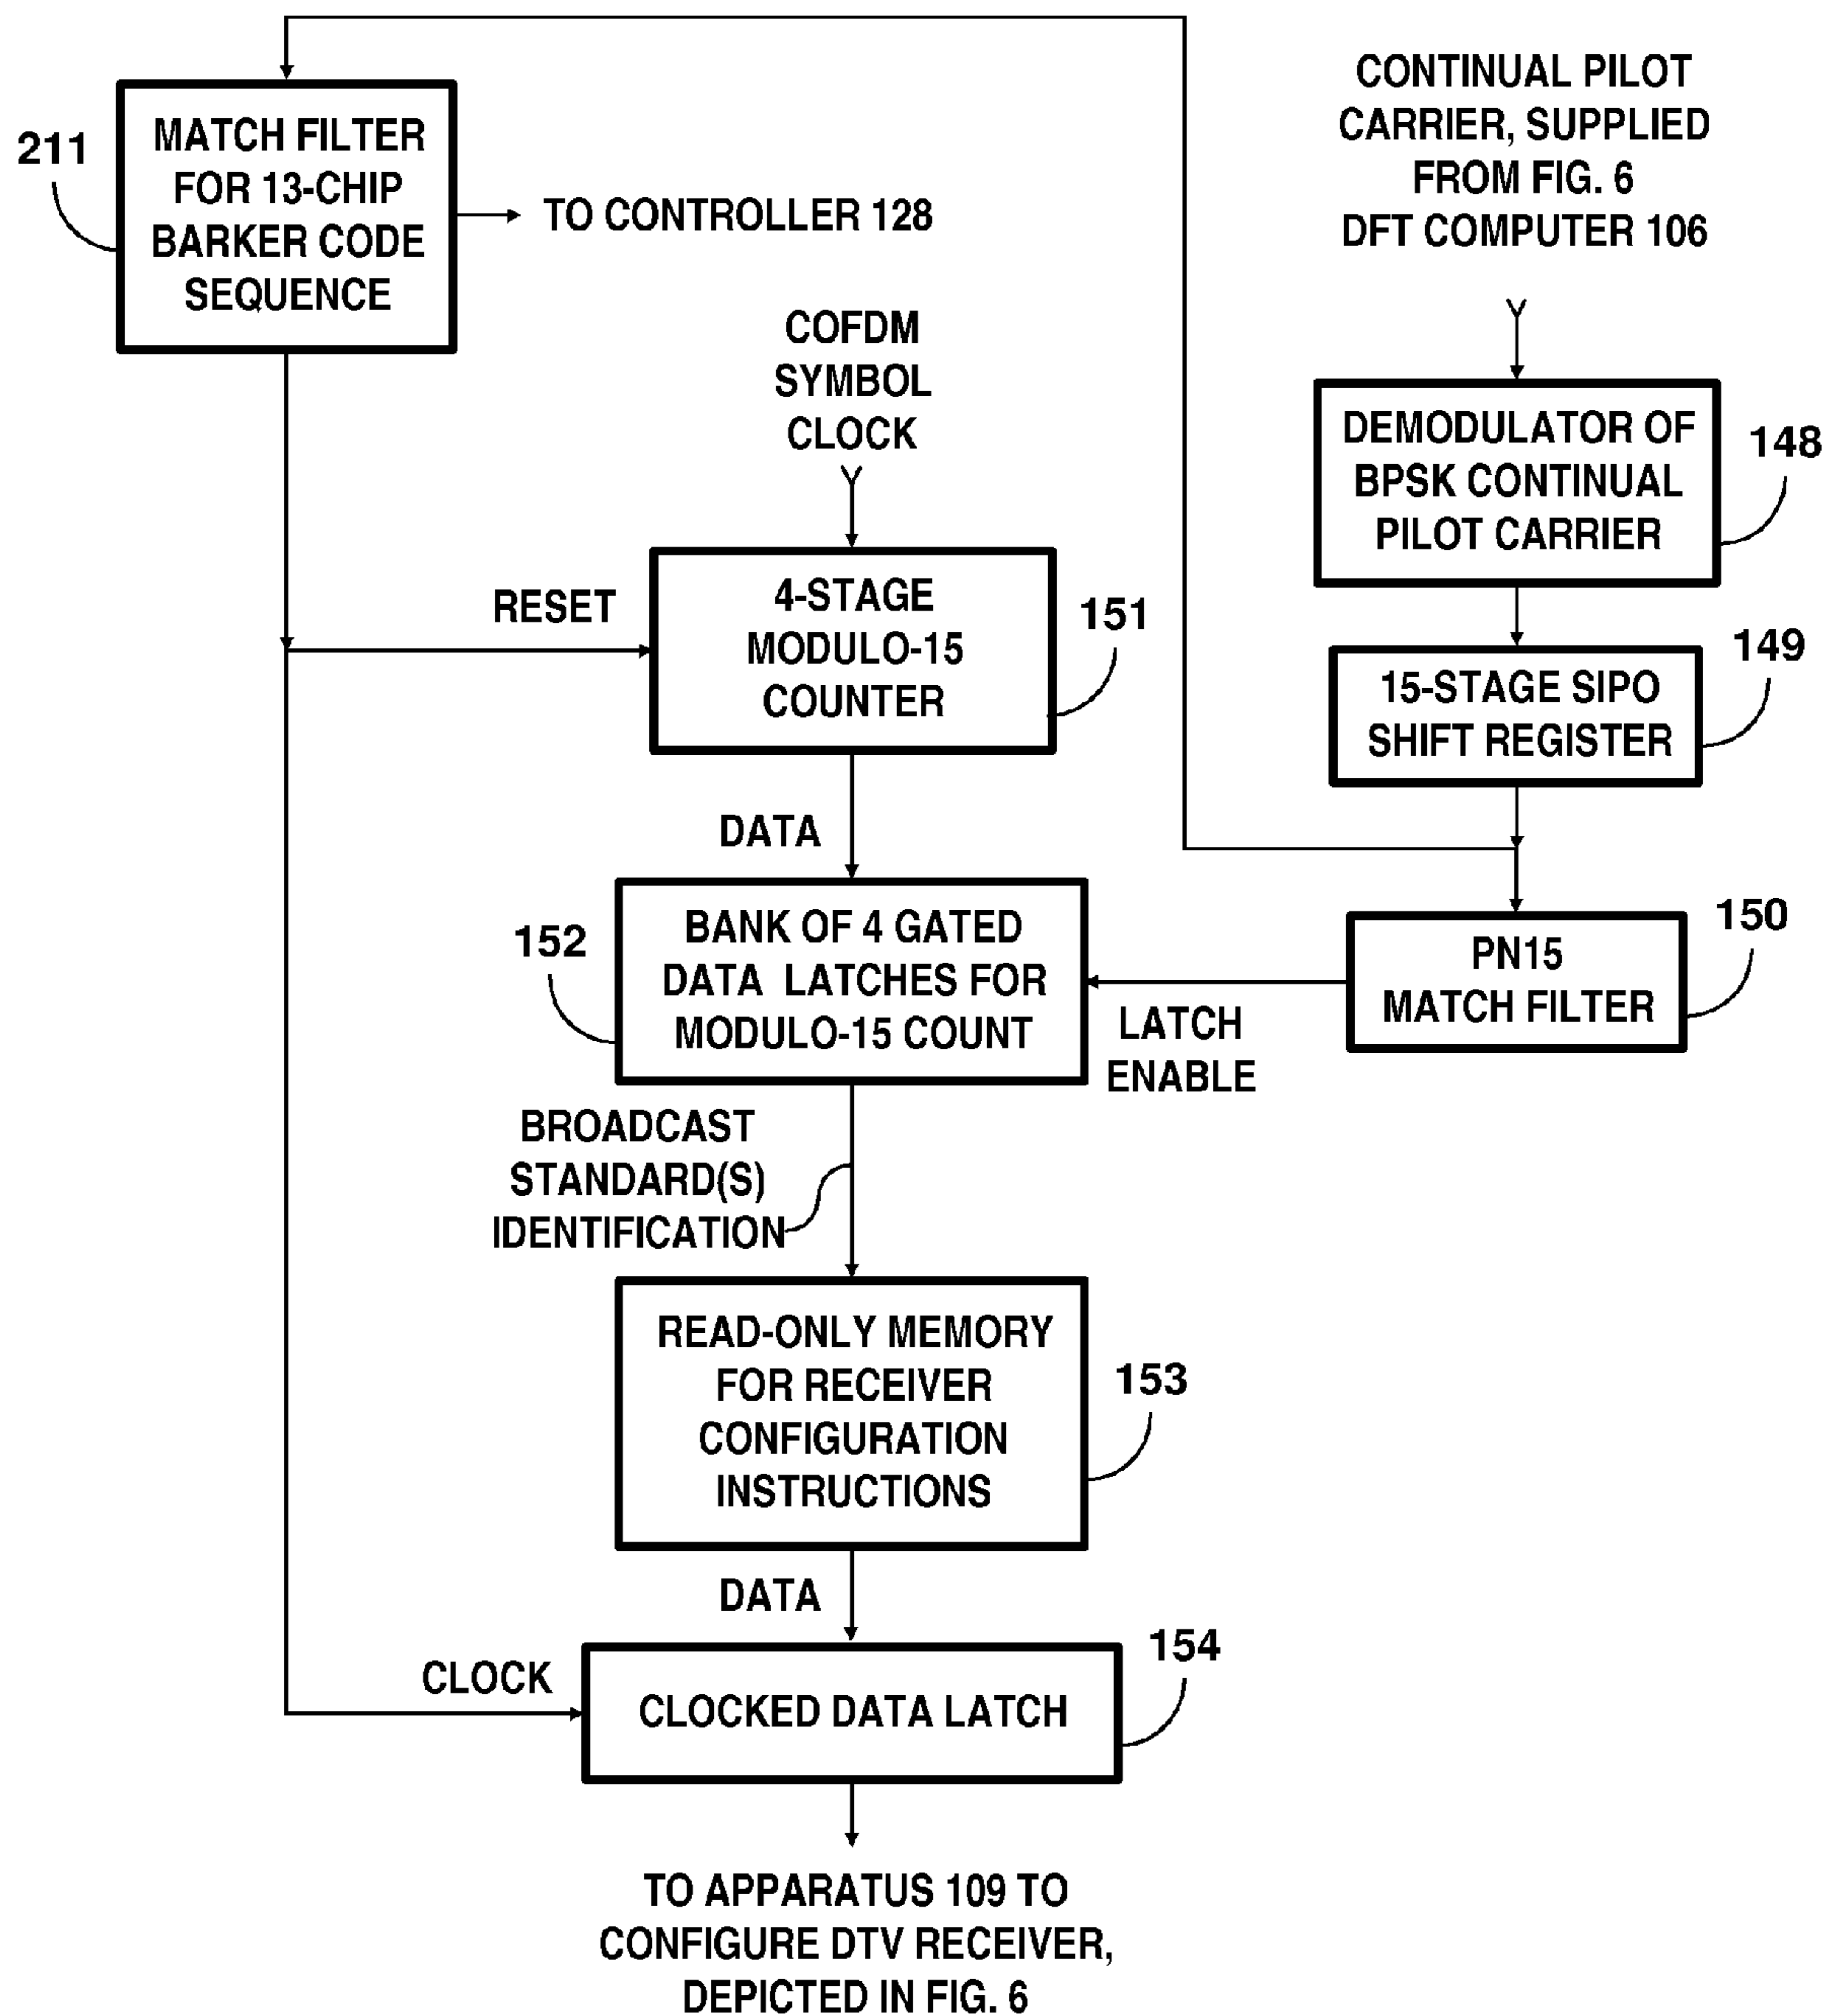 CONTINUAL PILOT
CARRIER, SUPPLIED
FROM FIG. 6
DFT COMPUTER 106
211
MATCH FILTER
FOR 13-CHIP
BARKER CODE
SEQUENCE
TO CONTROLLER 128
COFDM
SYMBOL
CLOCK
DEMODULATOR OF
BPSK CONTINUAL
PILOT CARRIER
148
RESET
4-STAGE
MODULO-15
COUNTER
151
15-STAGE SIPO
SHIFT REGISTER
149
DATA
152
BANK OF 4 GATED
DATA LATCHES FOR
MODULO-15 COUNT
LATCH
ENABLE
PN15
MATCH FILTER
150
BROADCAST
STANDARD(S)
IDENTIFICATION
READ-ONLY MEMORY
FOR RECEIVER
CONFIGURATION
INSTRUCTIONS
153
DATA
CLOCK
CLOCKED DATA LATCH
154
TO APPARATUS 109 TO
CONFIGURE DTV RECEIVER,
DEPICTED IN FIG. 6